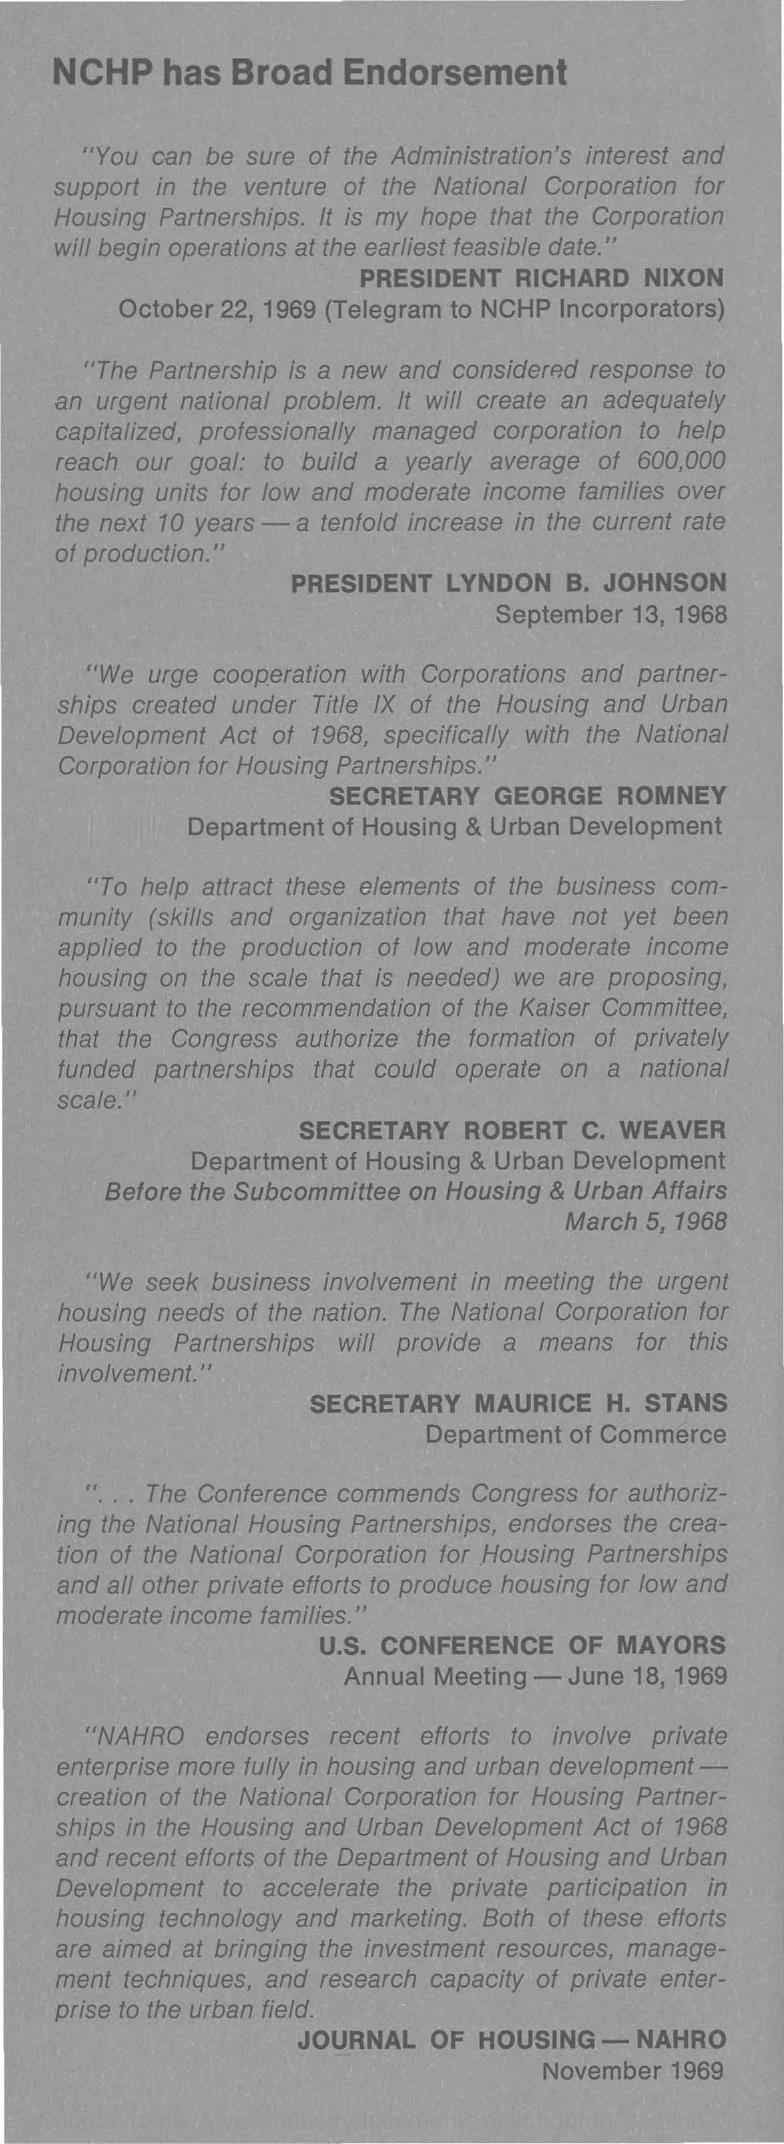 NCHP has Broad Endorsement
"You can be sure of the Administration's interest and
support in the venture of the National Corporation for
Housing Partnerships. It is my hope that the Corporation
will begin operations at the earliest feasible date."
PRESIDENT RICHARD NIXON
October 22, 1969 (Telegram to NCHP Incorporators)
"The Partnership is a new and considered response to
an urgent national problem. It will create an adequately
capitalized, professionally managed corporation to help
reach our goal: to build a yearly average of 600,000
housing units for low and moderate income families over
the next 10 years — a tenfold increase in the current rate
of production."
PRESIDENT LYNDON B. JOHNSON
September 13, 1968
"We urge cooperation with Corporations and partner-
ships created under Title IX of the Housing and Urban
Development Act of 1968, specifically with the National
Corporation for Housing Partnerships."
SECRETARY GEORGE ROMNEY
Department of Housing & Urban Development
"To help attract these elements of the business com-
munity (skills and organization that have not yet been
applied to the production of low and moderate income
housing on the scale that is needed) we are proposing,
pursuant to the recommendation of the Kaiser Committee,
that the Congress authorize the formation of privately
funded partnerships that could operate on a national
scale."
SECRETARY ROBERT C. WEAVER
Department of Housing & Urban Development
Before the Subcommittee on Housing & Urban Affairs
March 5, 1968
"We seek business involvement in meeting the urgent
housing needs of the nation. The National Corporation for
Housing Partnerships will provide a means for this
involvement."
SECRETARY MAURICE H. STANS
Department of Commerce
". . . The Conference commends Congress for authoriz-
ing the National Housing Partnerships, endorses the crea-
tion of the National Corporation for Housing Partnerships
and all other private efforts to produce housing for low and
moderate income families."
U.S. CONFERENCE OF MAYORS
Annual Meeting — June 18, 1969
"NAHRO endorses recent efforts to involve private
enterprise more fully in housing and urban development —
creation of the National Corporation for Housing Partner-
ships in the Housing and Urban Development Act of 1968
and recent efforts of the Department of Housing and Urban
Development to accelerate the private participation in
housing technology and marketing. Both of these efforts
are aimed at bringing the investment resources, manage-
ment techniques, and research capacity of private enter-
prise to the urban field.
JOURNAL OF HOUSING — NAHRO
November 1969